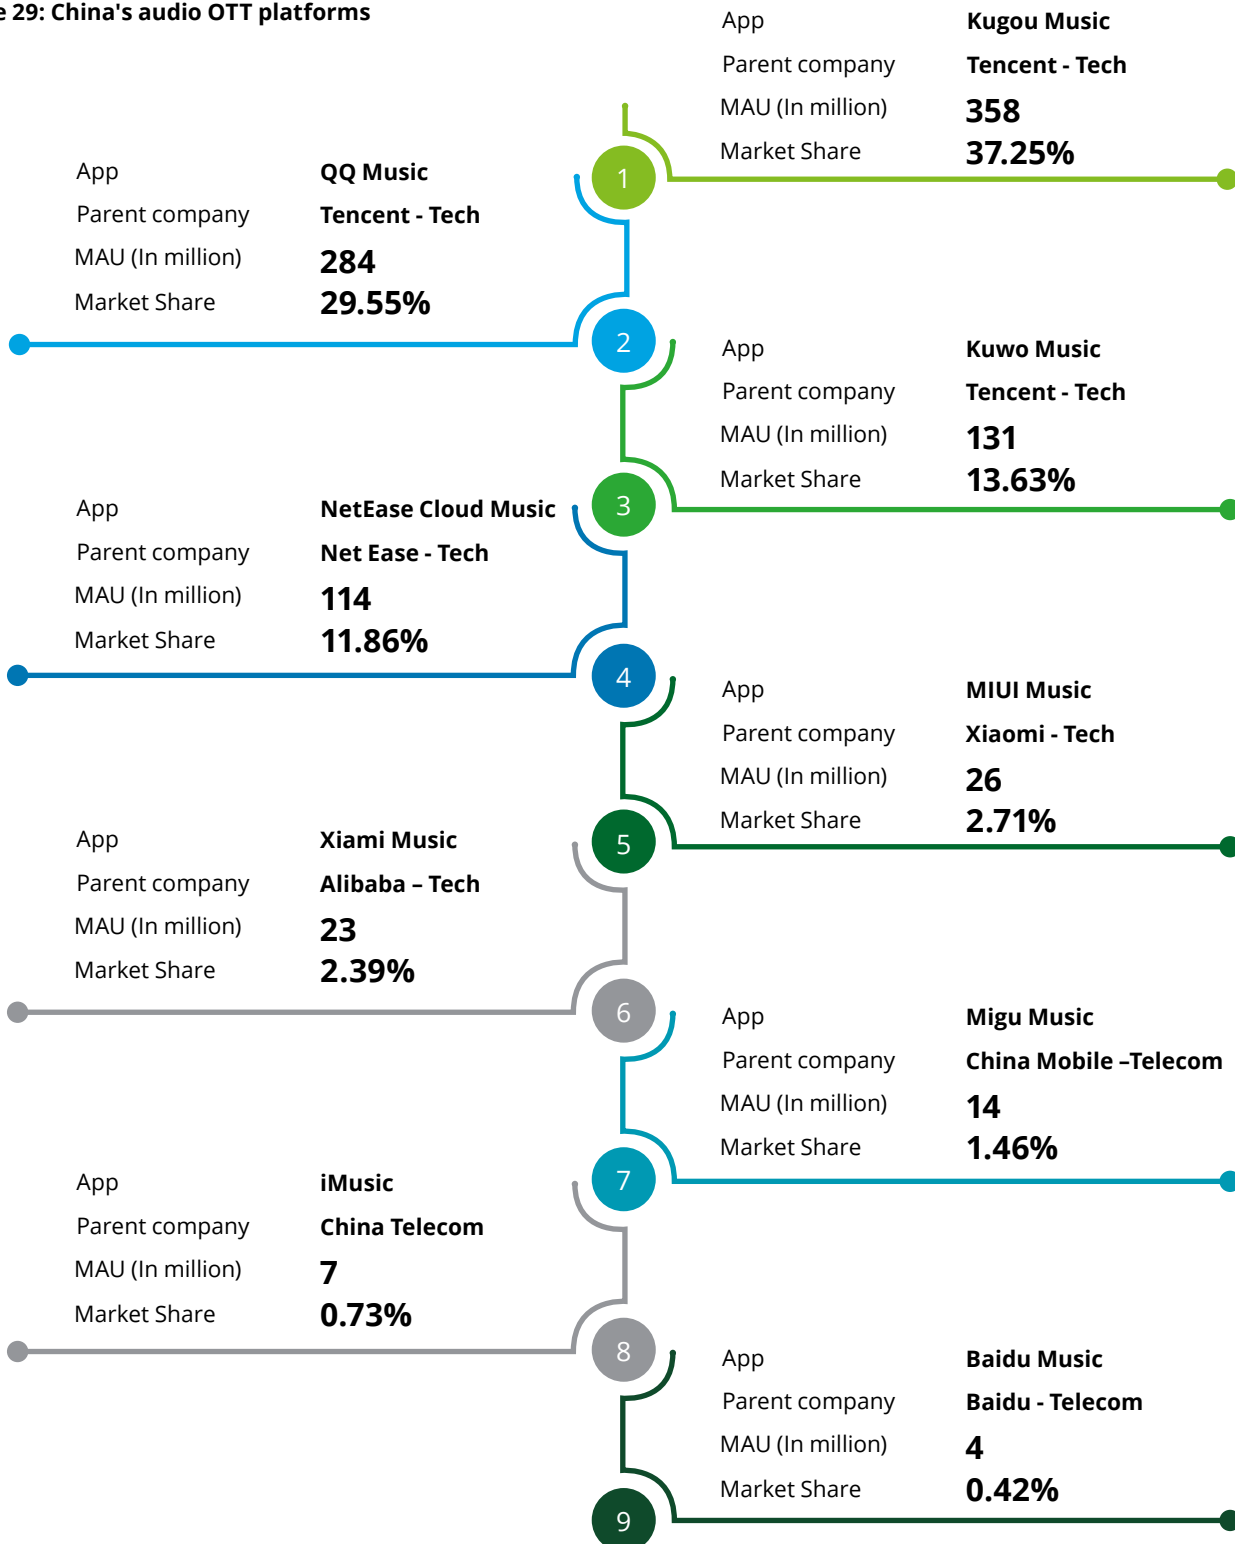 e 29: China's audio OTT platforms
App Kugou Music
Parent company Tencent - Tech
MAU (In million) 358
Market Share 37.25%
1
App QQ Music
Parent company Tencent - Tech
MAU (In million) 284
Market Share 29.55%
2
App Kuwo Music
Parent company Tencent - Tech
MAU (In million) 131
Market Share 13.63%
3
App NetEase Cloud Music
Parent company Net Ease - Tech
MAU (In million) 114
Market Share 11.86%
4
App MIUI Music
Parent company Xiaomi - Tech
MAU (In million) 26
Market Share 2.71%
5
App Xiami Music
Parent company Alibaba – Tech
MAU (In million) 23
Market Share 2.39%
6
App Migu Music
Parent company China Mobile –Telecom
MAU (In million) 14
Market Share 1.46%
7
App iMusic
Parent company China Telecom
MAU (In million) 7
Market Share 0.73%
8
App Baidu Music
Parent company Baidu - Telecom
MAU (In million) 4
Market Share 0.42%
9